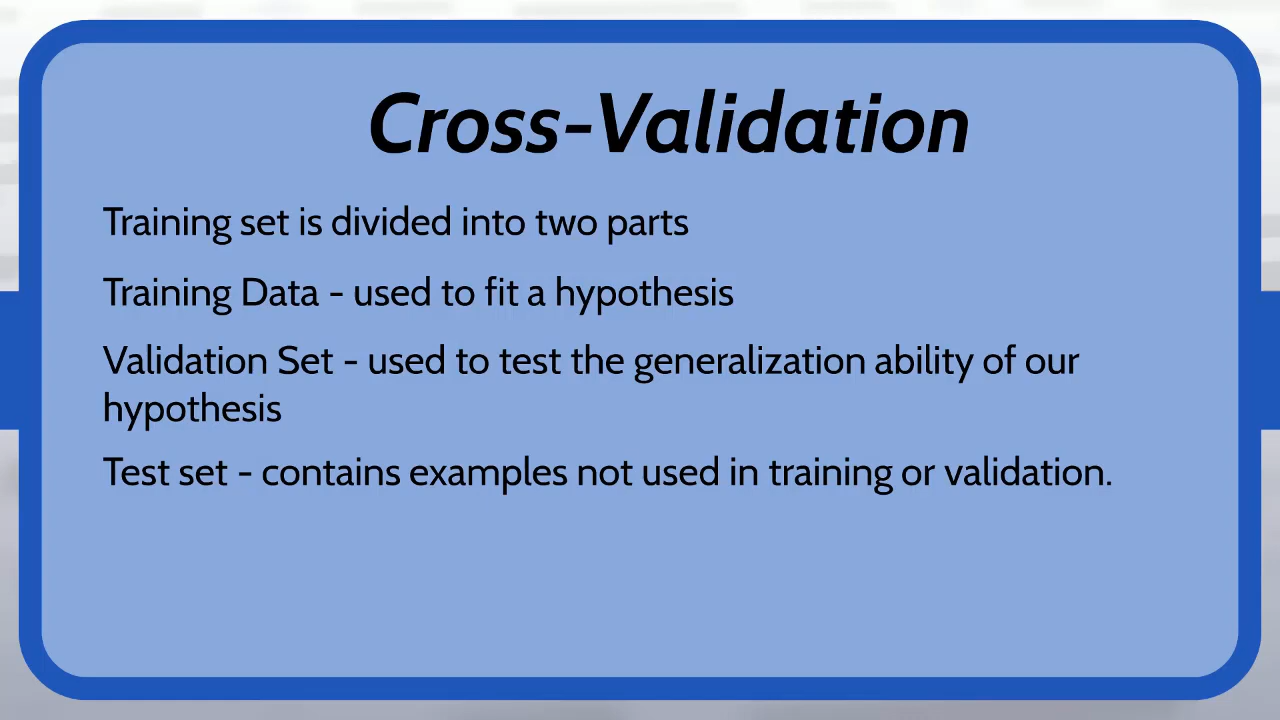 Cross-Validation
Training set is divided into two parts
Training Data - used to fit a hypothesis
Validation Set - used to test the generalization ability of our
hypothesis
Test set - contains examples not used in training or validation.